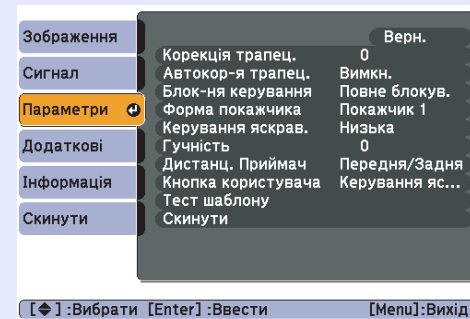 Зображення
Сигнал
Параметри
Додаткові
Інформація
Скинути
Верн.
Корекція трапец. 0
Автокор-я трапец. Вимкн.
Блок-ня керування Повне блокув.
Форма покажчика Покажчик 1
Керування яскрав. Низька
Гучність 0
Дистанц. Приймач Передня/Задня
Кнопка користувача Керування яс...
Тест шаблону
Скинути
[◆] :Вибрати [Enter] :Ввести [Menu]:Вихід